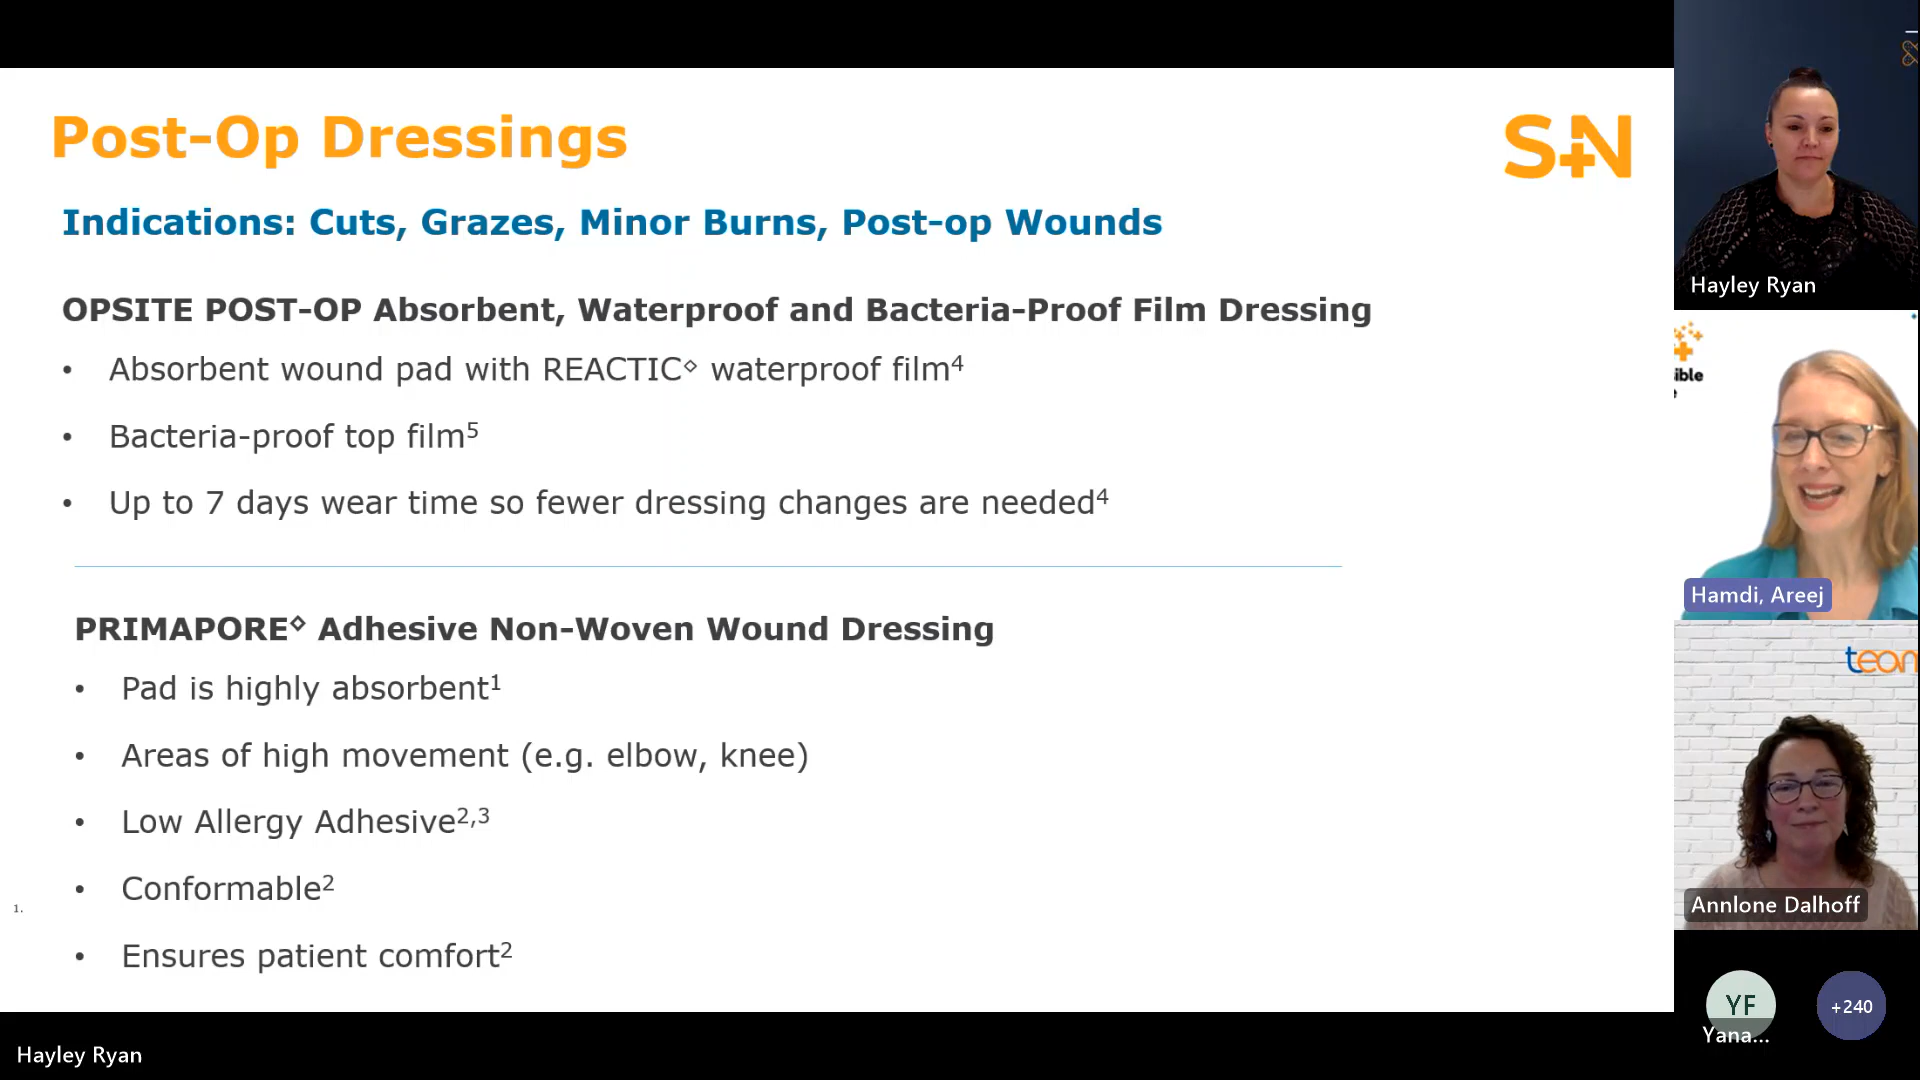 Post-Op Dressings
S+N
Indications: Cuts, Grazes, Minor Burns, Post-op Wounds
OPSITE POST-OP Absorbent, Waterproof and Bacteria-Proof Film Dressing
• Absorbent wound pad with REACTIC◊ waterproof film⁴
• Bacteria-proof top film⁵
• Up to 7 days wear time so fewer dressing changes are needed⁴
PRIMAPORE◊ Adhesive Non-Woven Wound Dressing
• Pad is highly absorbent¹
• Areas of high movement (e.g. elbow, knee)
• Low Allergy Adhesive²,³
• Conformable²
1.
• Ensures patient comfort²
Hayley Ryan
Hayley Ryan
ible
Hamdi, Areej
team
Annlone Dalhoff
YF
Yana...
+240